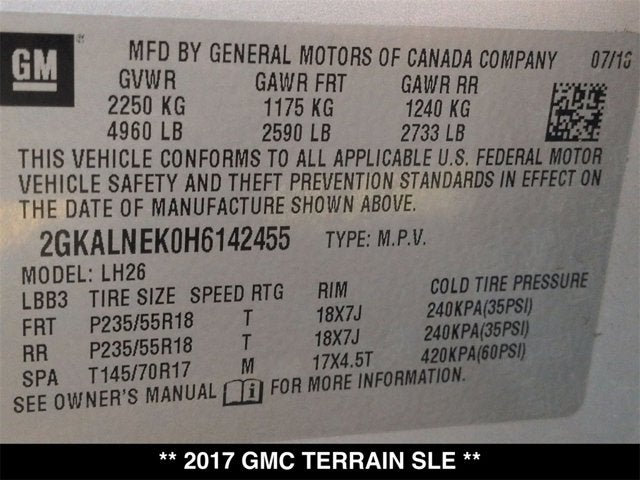 GM
MFD BY GENERAL MOTORS OF CANADA COMPANY 07/16
GVWR GAWR FRT GAWR RR
2250 KG 1175 KG 1240 KG
4960 LB 2590 LB 2733 LB
THIS VEHICLE CONFORMS TO ALL APPLICABLE U.S. FEDERAL MOTOR
VEHICLE SAFETY AND THEFT PREVENTION STANDARDS IN EFFECT ON
THE DATE OF MANUFACTURE SHOWN ABOVE.
2GKALNEK0H6142455 TYPE: M.P.V.
MODEL: LH26
LBB3 TIRE SIZE SPEED RTG RIM COLD TIRE PRESSURE
FRT P235/55R18 T 18X7J 240KPA(35PSI)
RR P235/55R18 T 18X7J 240KPA(35PSI)
SPA T145/70R17 M 17X4.5T 420KPA(60PSI)
SEE OWNER'S MANUAL FOR MORE INFORMATION.
** 2017 GMC TERRAIN SLE **